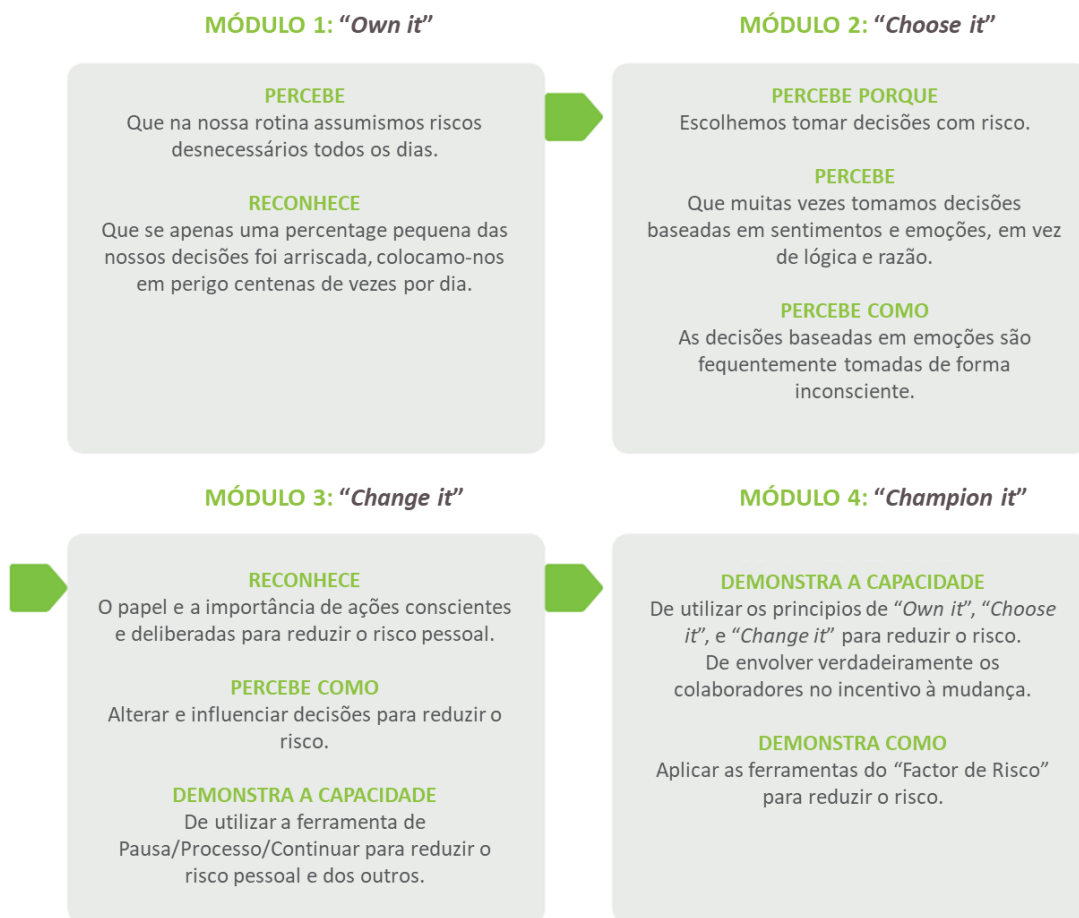 MÓDULO 1: “Own it”
PERCEBE
Que na nossa rotina assumismos riscos
desnecessários todos os dias.
RECONHECE
Que se apenas uma percentage pequena das
nossos decisões foi arriscada, colocamo-nos
em perigo centenas de vezes por dia.
MÓDULO 2: “Choose it”
PERCEBE PORQUE
Escolhemos tomar decisões com risco.
PERCEBE
Que muitas vezes tomamos decisões
baseadas em sentimentos e emoções, em vez
de lógica e razão.
PERCEBE COMO
As decisões baseadas em emoções são
fequentemente tomadas de forma
inconsciente.
MÓDULO 3: “Change it”
RECONHECE
O papel e a importância de ações conscientes
e deliberadas para reduzir o risco pessoal.
PERCEBE COMO
Alterar e influenciar decisões para reduzir o
risco.
DEMONSTRA A CAPACIDADE
De utilizar a ferramenta de
Pausa/Processo/Continuar para reduzir o
risco pessoal e dos outros.
MÓDULO 4: “Champion it”
DEMONSTRA A CAPACIDADE
De utilizar os principios de “Own it”, “Choose
it”, e “Change it” para reduzir o risco.
De envolver verdadeiramente os
colaboradores no incentivo à mudança.
DEMONSTRA COMO
Aplicar as ferramentas do “Factor de Risco”
para reduzir o risco.